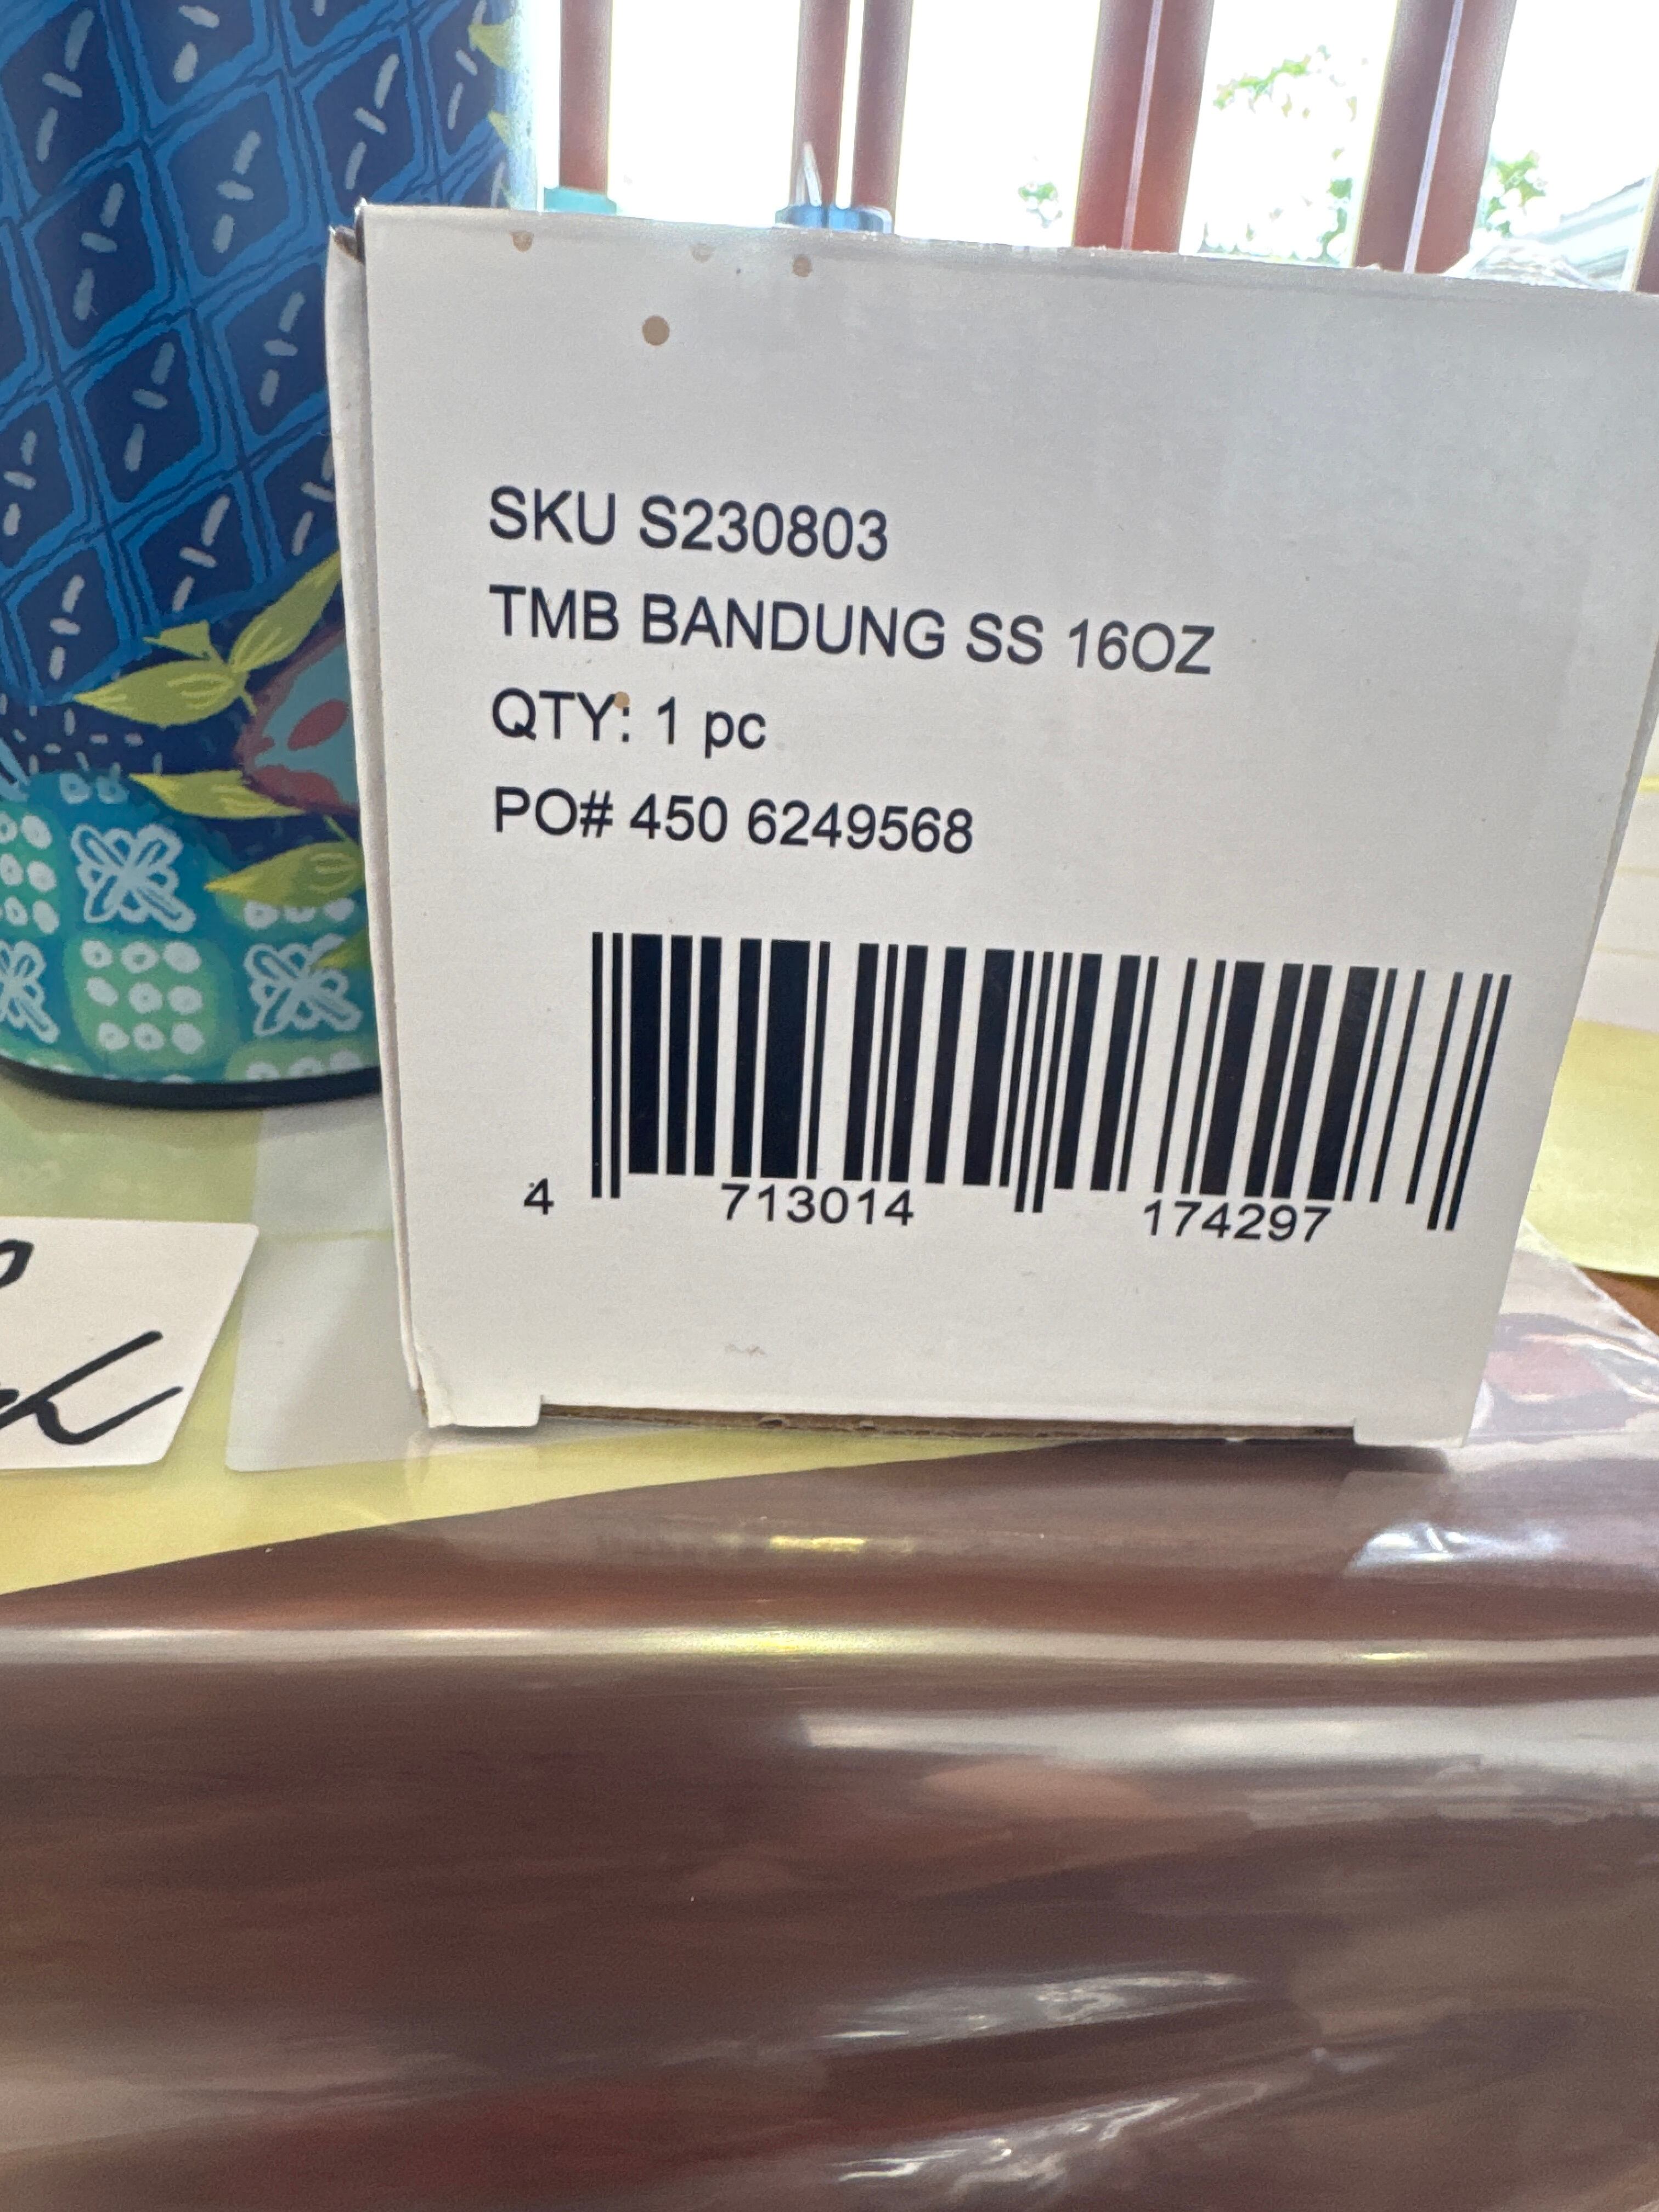 SKU S230803
TMB BANDUNG SS 16OZ
QTY: 1 pc
PO# 450 6249568
4 713014 174297